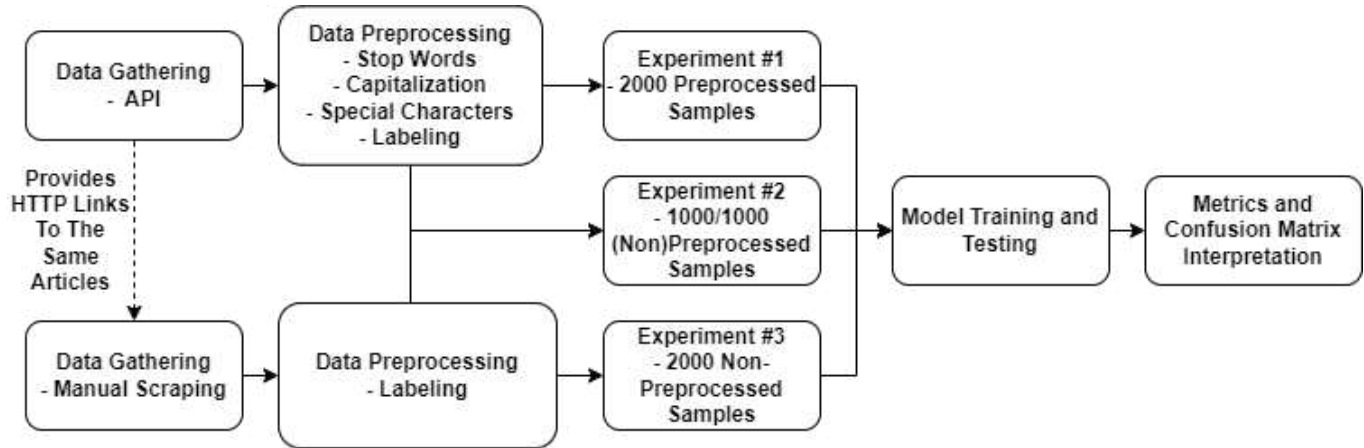 Data Gathering
- API
Data Preprocessing
- Stop Words
- Capitalization
- Special Characters
- Labeling
Experiment #1
- 2000 Preprocessed
Samples
Provides
HTTP Links
To The
Same
Articles
Experiment #2
- 1000/1000
(Non)Preprocessed
Samples
Model Training and
Testing
Metrics and
Confusion Matrix
Interpretation
Data Gathering
- Manual Scraping
Data Preprocessing
- Labeling
Experiment #3
- 2000 Non-
Preprocessed
Samples